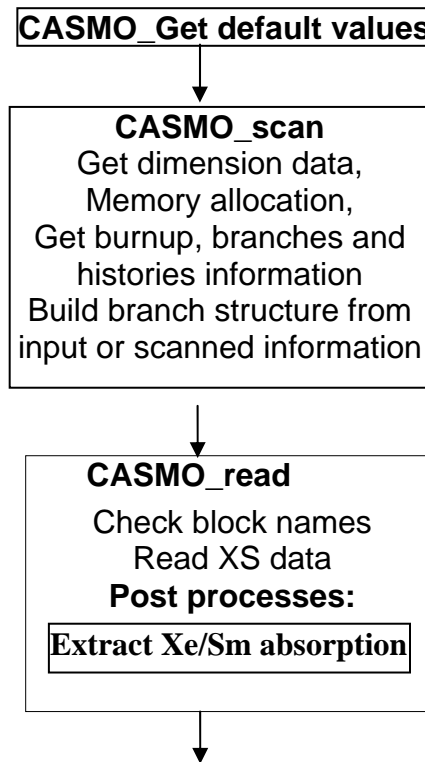 CASMO_Get default values
CASMO_scan
Get dimension data,
Memory allocation,
Get burnup, branches and
histories information
Build branch structure from
input or scanned information
CASMO_read
Check block names
Read XS data
Post processes:
Extract Xe/Sm absorption